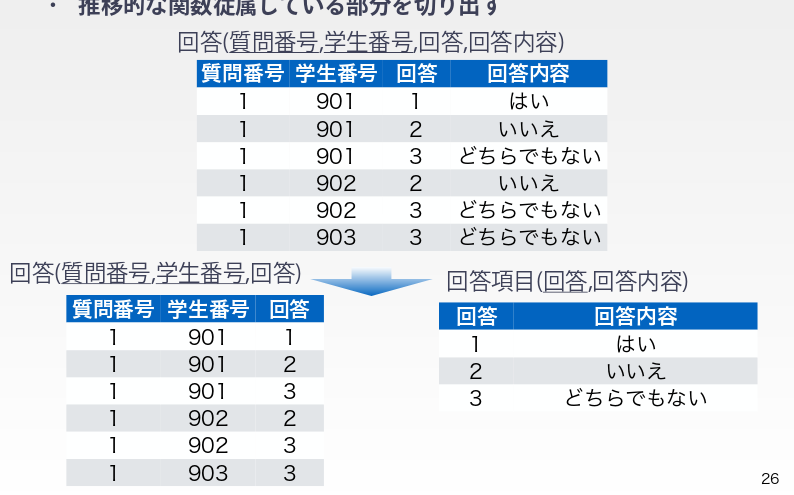 ・ 推移的な関数従属している部分を切り出す
回答(質問番号,学生番号,回答,回答内容)
質問番号 学生番号 回答 回答内容
1 901 1 はい
1 901 2 いいえ
1 901 3 どちらでもない
1 902 2 いいえ
1 902 3 どちらでもない
1 903 3 どちらでもない
回答(質問番号,学生番号,回答)
質問番号 学生番号 回答
1 901 1
1 901 2
1 901 3
1 902 2
1 902 3
1 903 3
回答項目(回答,回答内容)
回答 回答内容
1 はい
2 いいえ
3 どちらでもない
26